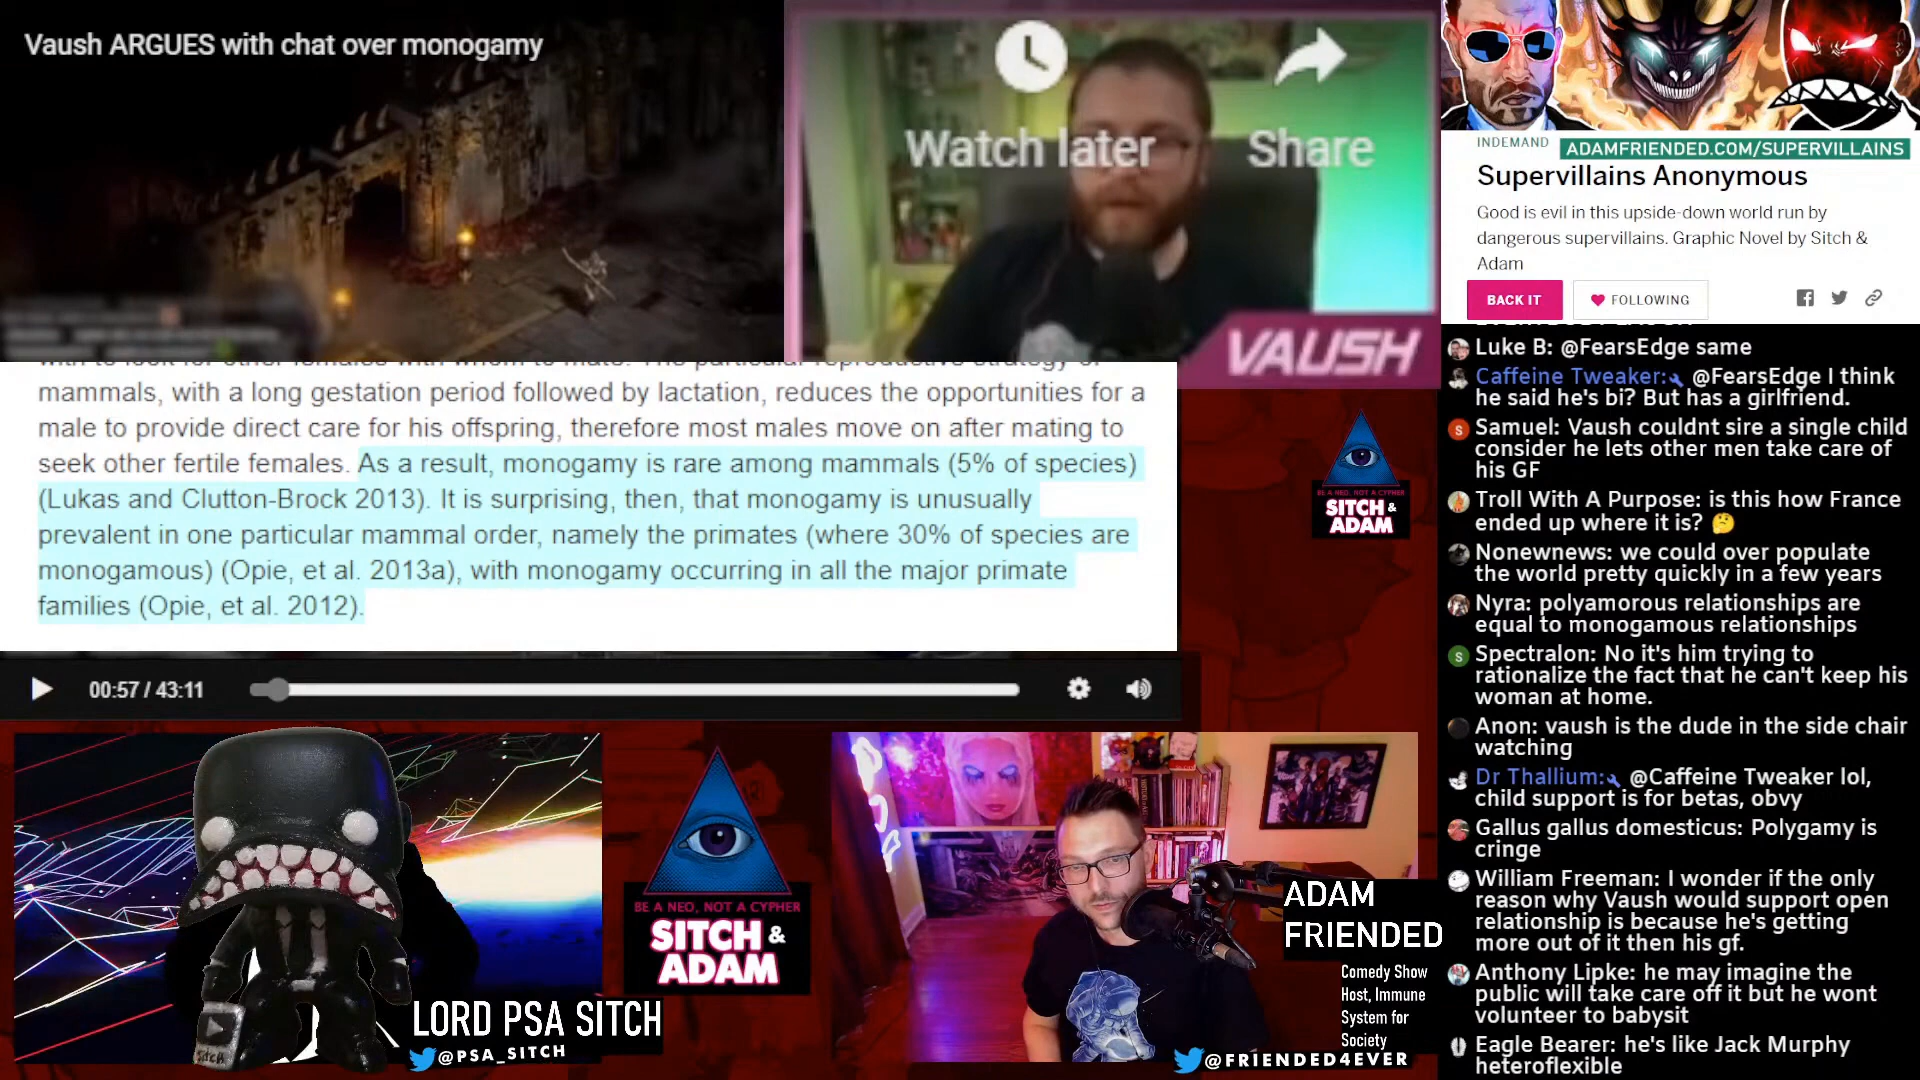 Vaush ARGUES with chat over monogamy
Watch later
Share
VAUSH
mammals, with a long gestation period followed by lactation, reduces the opportunities for a
male to provide direct care for his offspring, therefore most males move on after mating to
seek other fertile females. As a result, monogamy is rare among mammals (5% of species)
(Lukas and Clutton-Brock 2013). It is surprising, then, that monogamy is unusually
prevalent in one particular mammal order, namely the primates (where 30% of species are
monogamous) (Opie, et al. 2013a), with monogamy occurring in all the major primate
families (Opie, et al. 2012).
00:57 / 43:11
BE A NEO, NOT A CYPHER
SITCH &
ADAM
BE A NEO, NOT A CYPHER
SITCH &
ADAM
Sitch
LORD PSA SITCH
@PSA_SITCH
ADAM
FRIENDED
Comedy Show
Host, Immune
System for
Society
@FRIENDED4EVER
INDEMAND
ADAMFRIENDED.COM/SUPERVILLAINS
Supervillains Anonymous
Good is evil in this upside-down world run by
dangerous supervillains. Graphic Novel by Sitch &
Adam
BACK IT
FOLLOWING
Luke B: @FearsEdge same
Caffeine Tweaker: @FearsEdge I think
he said he's bi? But has a girlfriend.
Samuel: Vaush couldnt sire a single child
consider he lets other men take care of
his GF
Troll With A Purpose: is this how France
ended up where it is? 🤔
Nonewnews: we could over populate
the world pretty quickly in a few years
Nyra: polyamorous relationships are
equal to monogamous relationships
S Spectralon: No it's him trying to
rationalize the fact that he can't keep his
woman at home.
Anon: vaush is the dude in the side chair
watching
Dr Thallium: @Caffeine Tweaker lol,
child support is for betas, obvy
Gallus gallus domesticus: Polygamy is
cringe
William Freeman: I wonder if the only
reason why Vaush would support open
relationship is because he's getting
more out of it then his gf.
Anthony Lipke: he may imagine the
public will take care off it but he wont
volunteer to babysit
Eagle Bearer: he's like Jack Murphy
heteroflexible